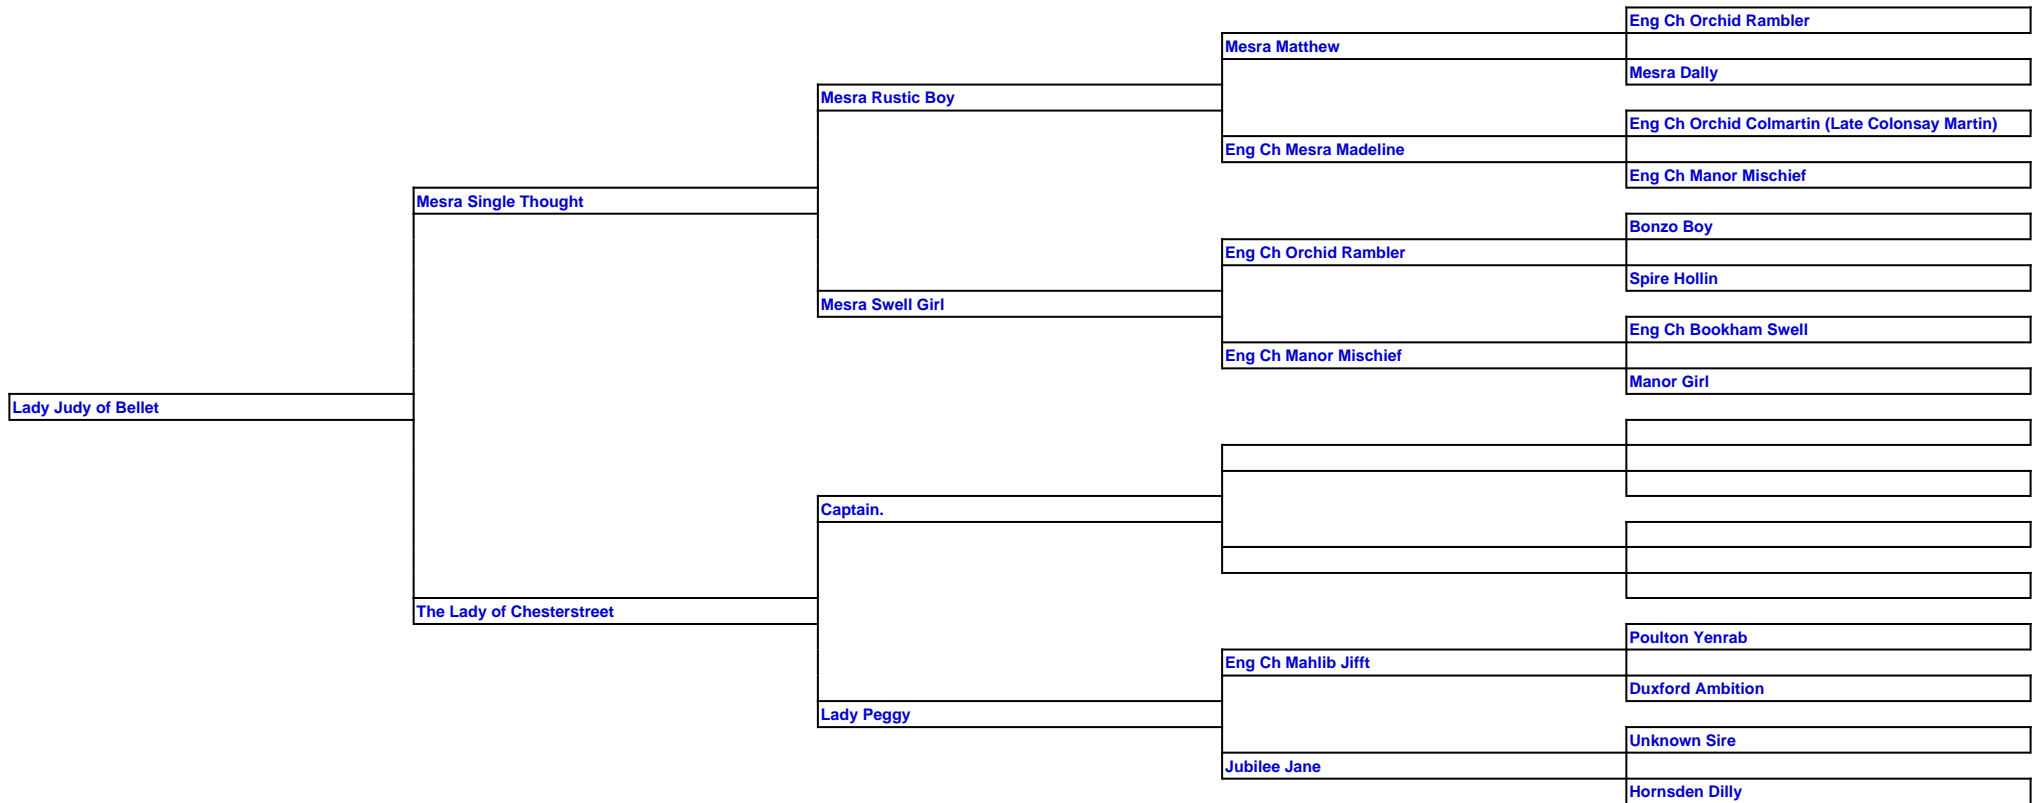 Eng Ch Orchid Rambler
Mesra Matthew
Mesra Dally
Mesra Rustic Boy
Eng Ch Orchid Colmartin (Late Colonsay Martin)
Eng Ch Mesra Madeline
Eng Ch Manor Mischief
Mesra Single Thought
Bonzo Boy
Eng Ch Orchid Rambler
Spire Hollin
Mesra Swell Girl
Eng Ch Bookham Swell
Eng Ch Manor Mischief
Manor Girl
Lady Judy of Bellet
Captain.
The Lady of Chesterstreet
Poulton Yenrab
Eng Ch Mahlib Jifft
Duxford Ambition
Lady Peggy
Unknown Sire
Jubilee Jane
Hornsden Dilly